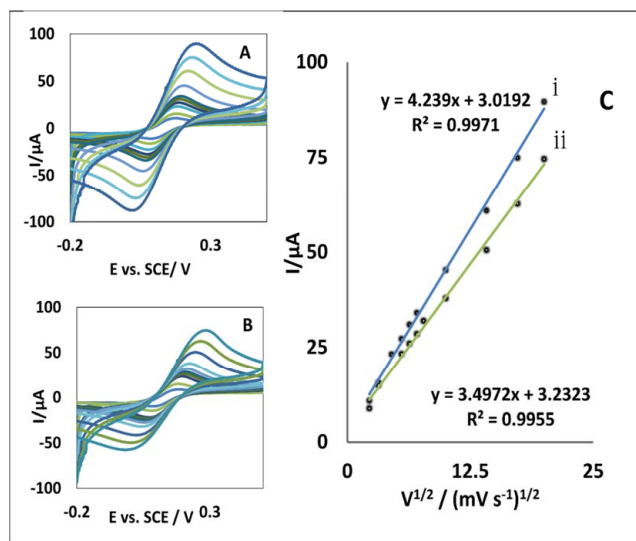 A
100
50
0
-50
-100
I/µA
-0.2
0.3
E vs. SCE/ V
B
100
50
0
-50
-100
I/µA
-0.2
0.3
E vs. SCE / V
C
100
75
50
25
0
I/µA
i
ii
y = 4.239x + 3.0192
R² = 0.9971
y = 3.4972x + 3.2323
R² = 0.9955
0
12.5
25
V1/2 / (mV s-1)1/2